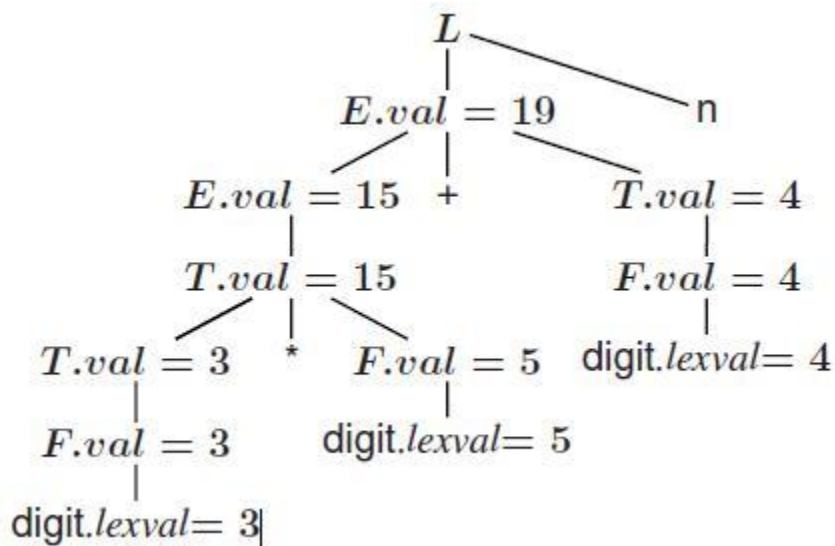 L
E.val = 19 n
E.val = 15 + T.val = 4
T.val = 15 F.val = 4
T.val = 3 * F.val = 5 digit.lexval= 4
F.val = 3 digit.lexval= 5
digit.lexval= 3